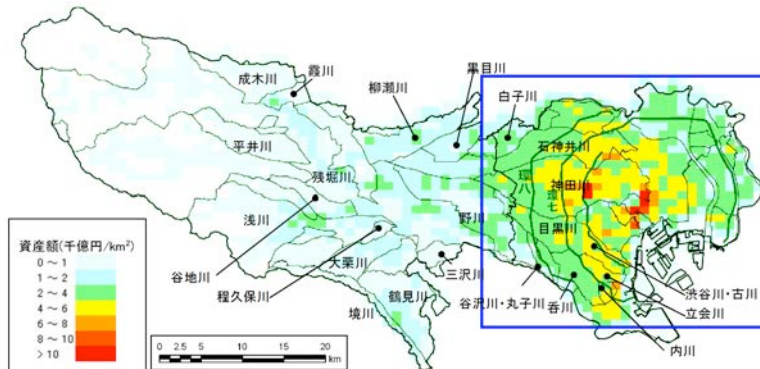 成木川
霞川
柳瀬川
黒目川
白子川
石神井川
平井川
残堀川
環八
環七
神田川
浅川
野川
目黒川
谷地川
大栗川
三沢川
程久保川
鶴見川
境川
谷沢川・丸子川
呑川
渋谷川・古川
立会川
内川
資産額(千億円/km²)
0～1
1～2
2～4
4～6
6～8
8～10
>10
0 2.5 5 10 15 20
km